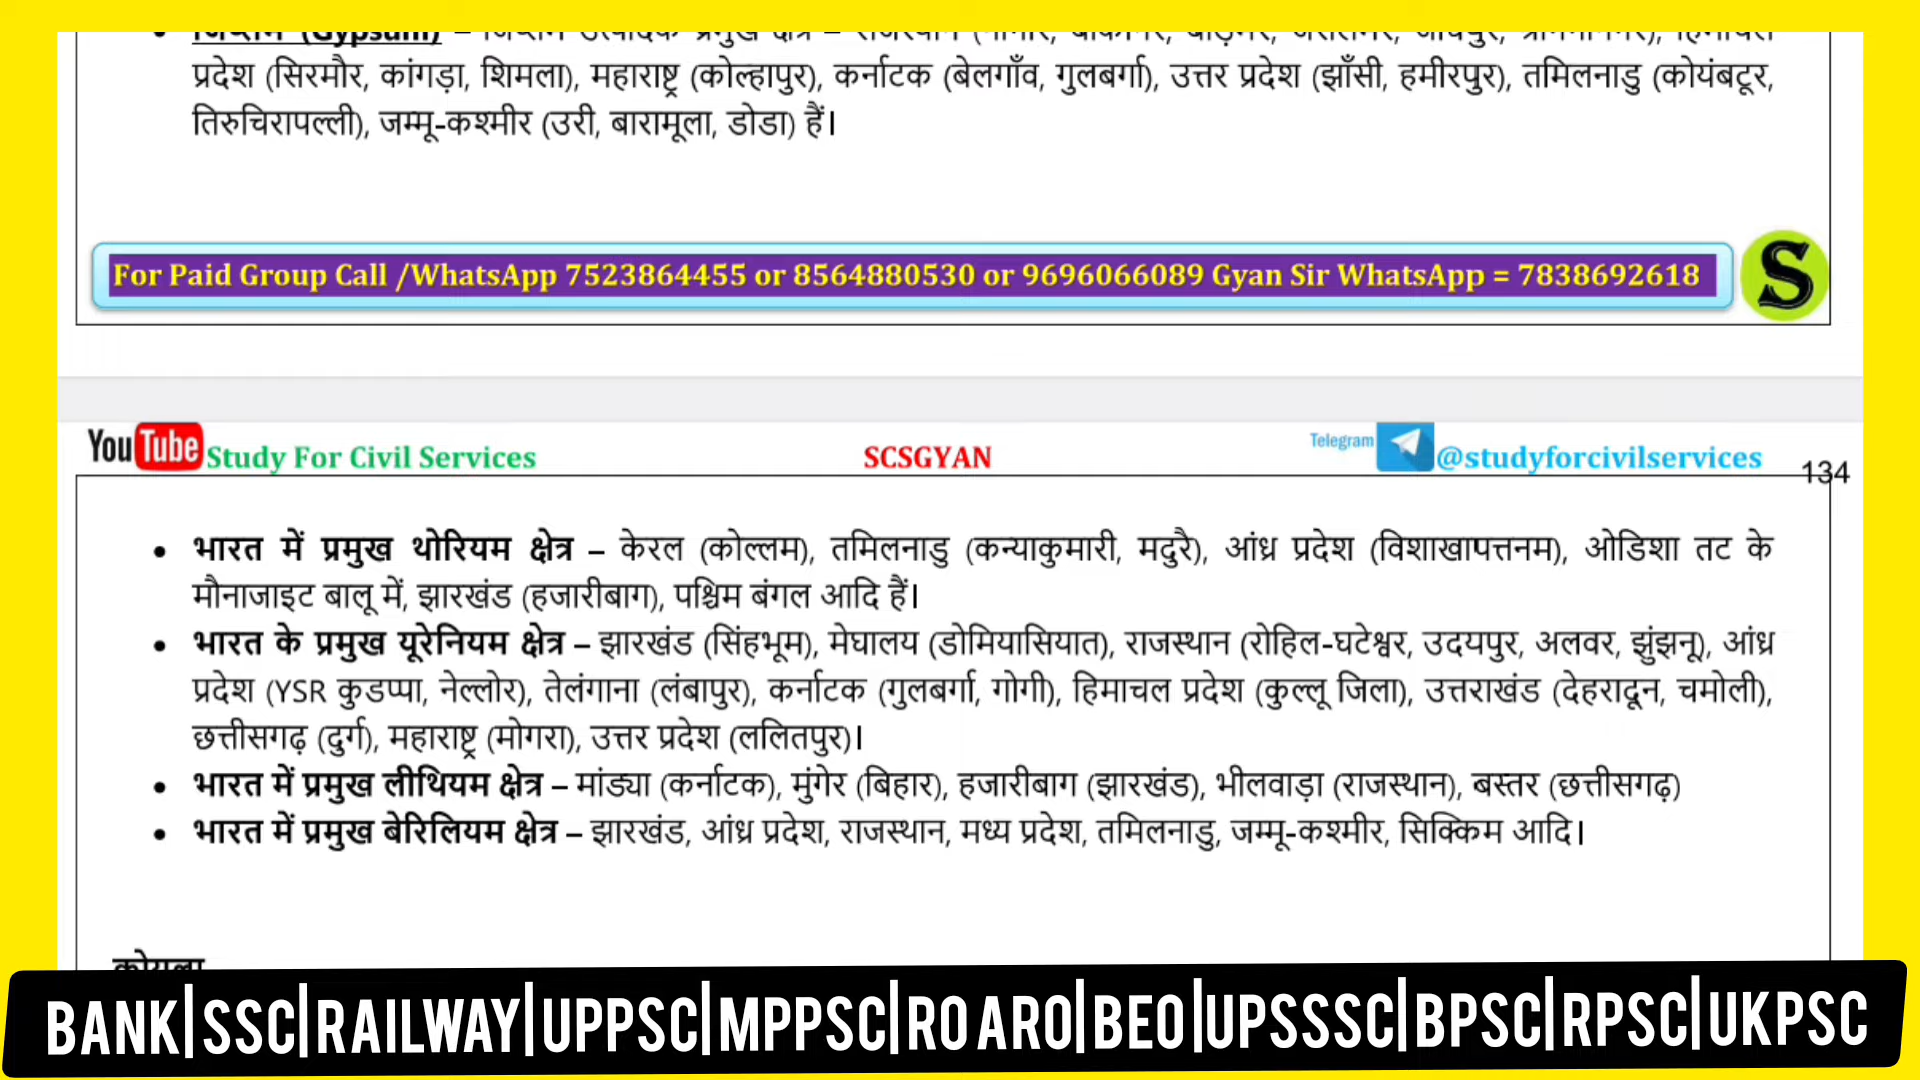 प्रदेश (सिरमौर, कांगड़ा, शिमला), महाराष्ट्र (कोल्हापुर), कर्नाटक (बेलगाँव, गुलबर्गा), उत्तर प्रदेश (झाँसी, हमीरपुर), तमिलनाडु (कोयंबटूर,
तिरुचिरापल्ली), जम्मू-कश्मीर (उरी, बारामूला, डोडा) हैं।
For Paid Group Call /WhatsApp 7523864455 or 8564880530 or 9696066089 Gyan Sir WhatsApp = 7838692618
S
YouTube Study For Civil Services SCSGYAN Telegram @studyforcivilservices 134
• भारत में प्रमुख थोरियम क्षेत्र – केरल (कोल्लम), तमिलनाडु (कन्याकुमारी, मदुरै), आंध्र प्रदेश (विशाखापत्तनम), ओडिशा तट के
मौनाजाइट बालू में, झारखंड (हजारीबाग), पश्चिम बंगल आदि हैं।
• भारत के प्रमुख यूरेनियम क्षेत्र – झारखंड (सिंहभूम), मेघालय (डोमियासियात), राजस्थान (रोहिल-घटेश्वर, उदयपुर, अलवर, झुंझनू), आंध्र
प्रदेश (YSR कुडप्पा, नेल्लोर), तेलंगाना (लंबापुर), कर्नाटक (गुलबर्गा, गोगी), हिमाचल प्रदेश (कुल्लू जिला), उत्तराखंड (देहरादून, चमोली),
छत्तीसगढ़ (दुर्ग), महाराष्ट्र (मोगरा), उत्तर प्रदेश (ललितपुर)।
• भारत में प्रमुख लीथियम क्षेत्र – मांड्या (कर्नाटक), मुंगेर (बिहार), हजारीबाग (झारखंड), भीलवाड़ा (राजस्थान), बस्तर (छत्तीसगढ़)
• भारत में प्रमुख बेरिलियम क्षेत्र – झारखंड, आंध्र प्रदेश, राजस्थान, मध्य प्रदेश, तमिलनाडु, जम्मू-कश्मीर, सिक्किम आदि।
BANK|SSC|RAILWAY|UPPSC|MPPSC|RO ARO|BEO|UPSSSC|BPSC|RPSC|UKPSC